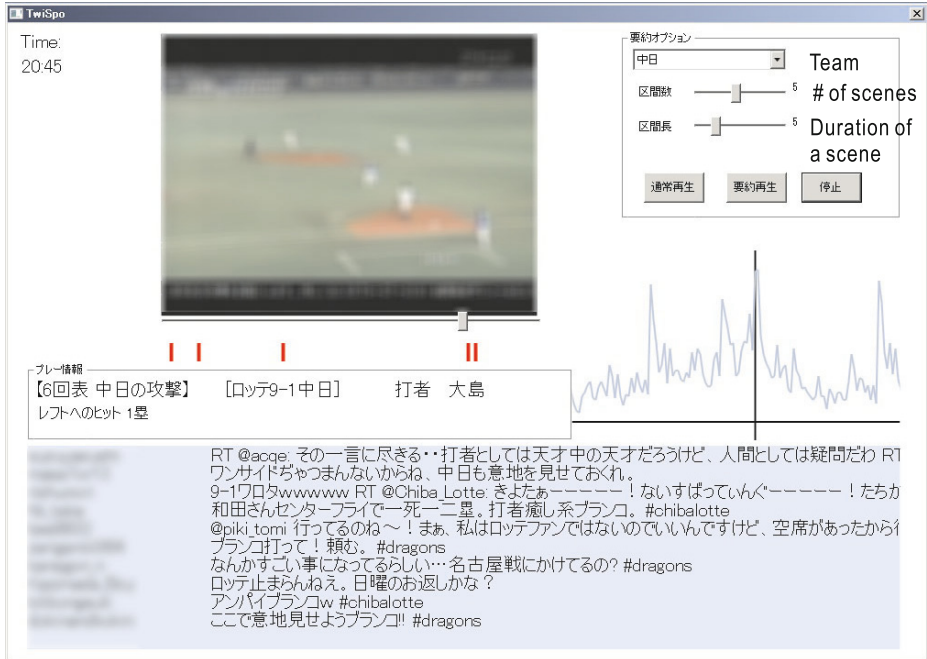 TwiSpo
Time:
20:45
要約オプション
中日
Team
区間数
5
# of scenes
区間長
5
Duration of
a scene
通常再生
要約再生
停止
プレー情報
【6回表 中日の攻撃】 [ロッテ9-1中日] 打者 大島
レフトへのヒット 1塁
RT @acqe: その一言に尽きる・・打者としては天才中の天才だろうけど、人間としては疑問だわ RT
ワンサイドぢゃつまんないからね、中日も意地を見せておくれ。
9-1ワロタwwwwww RT @Chiba_Lotte: きよたぁーーーーー！ないすばってぃんぐーーーーー！たちか
和田さんセンターフライで一死一二塁。打者癒し系ブランコ。#chibalotte
@piki_tomi 行ってるのね～！まぁ、私はロッテファンではないのでいいんですけど、空席があったから行
ブランコ打って！頼む。#dragons
なんかすごい事になってるらしい…名古屋戦にかけてるの? #dragons
ロッテ止まらんねえ。日曜のお返しかな？
アンパイブランコw #chibalotte
ここで意地見せようブランコ!! #dragons